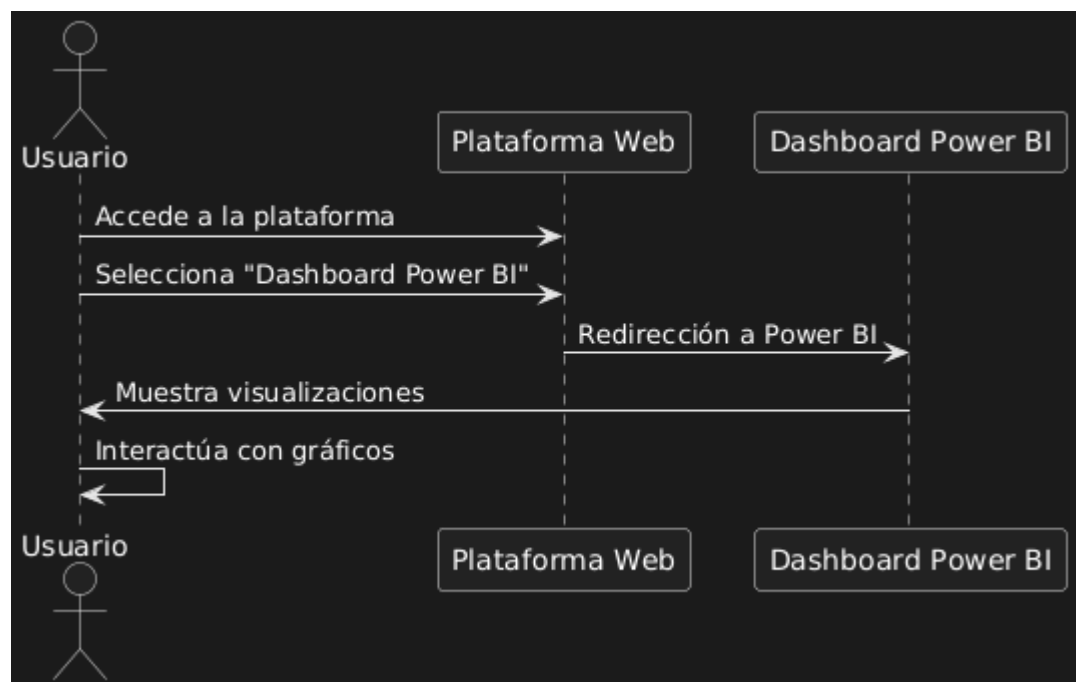 Usuario
Plataforma Web
Dashboard Power BI
Accede a la plataforma
Selecciona "Dashboard Power BI"
Redirección a Power BI
Muestra visualizaciones
Interactúa con gráficos
Usuario
Plataforma Web
Dashboard Power BI